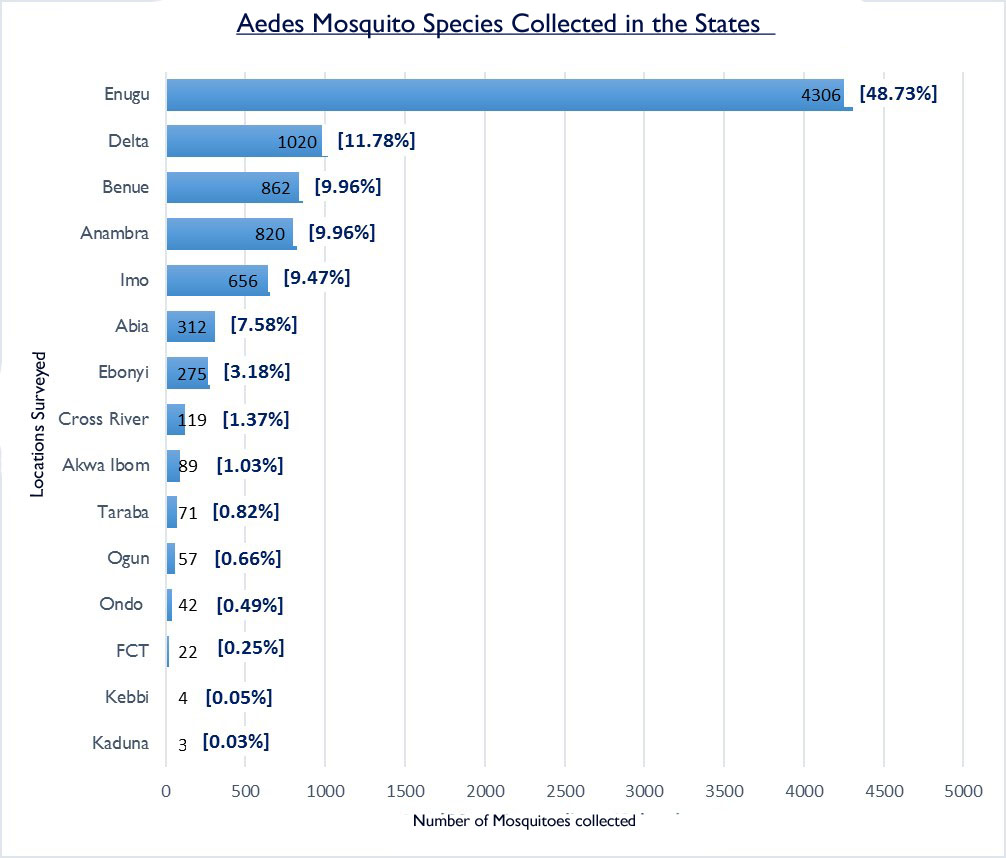 Aedes Mosquito Species Collected in the States
Enugu 4306 [48.73%]
Delta 1020 [11.78%]
Benue 862 [9.96%]
Anambra 820 [9.96%]
Imo 656 [9.47%]
Abia 312 [7.58%]
Ebonyi 275 [3.18%]
Cross River 119 [1.37%]
Akwa Ibom 89 [1.03%]
Taraba 71 [0.82%]
Ogun 57 [0.66%]
Ondo 42 [0.49%]
FCT 22 [0.25%]
Kebbi 4 [0.05%]
Kaduna 3 [0.03%]
Locations Surveyed
0 500 1000 1500 2000 2500 3000 3500 4000 4500 5000
Number of Mosquitoes collected